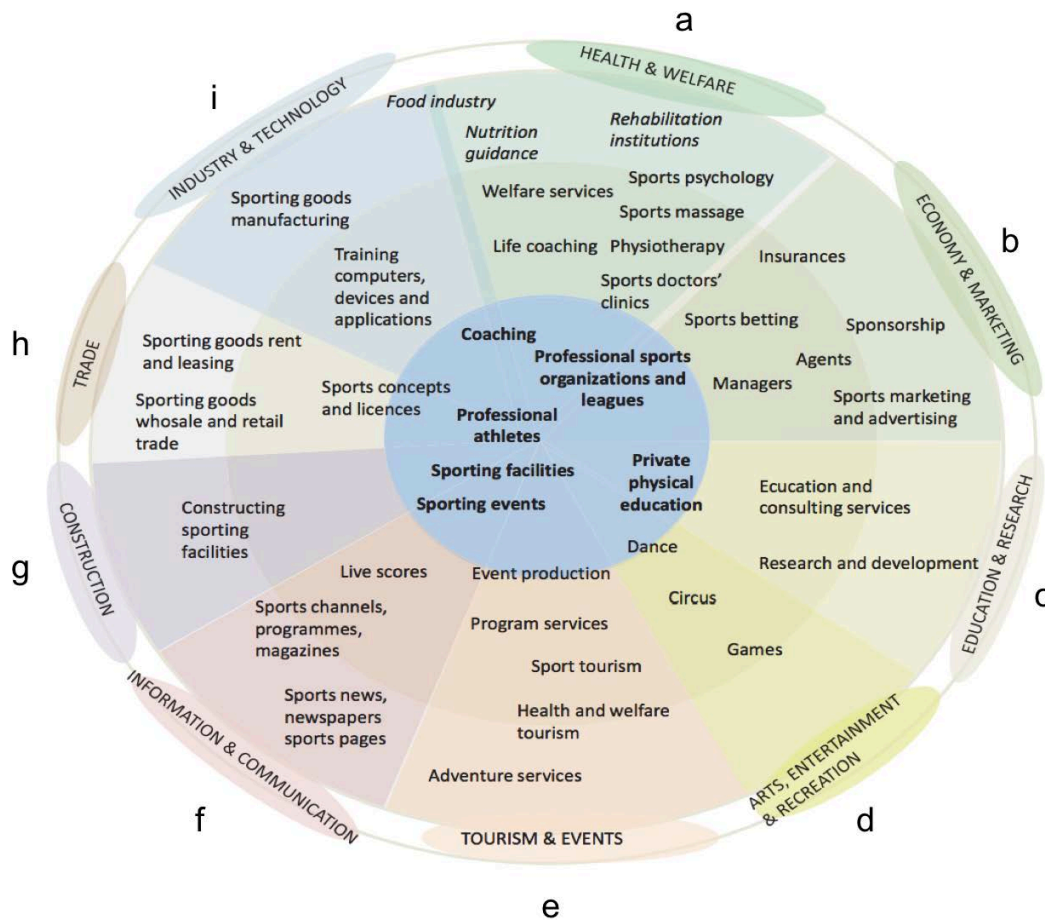 a
HEALTH & WELFARE
i
INDUSTRY & TECHNOLOGY
Food industry
Nutrition
guidance
Rehabilitation
institutions
Sporting goods
manufacturing
Welfare services
Sports psychology
Sports massage
Training
computers,
devices and
applications
Life coaching
Physiotherapy
Sports doctors'
clinics
b
ECONOMY & MARKETING
Insurances
Sports betting
Sponsorship
Agents
Managers
Sports marketing
and advertising
h
TRADE
Sporting goods rent
and leasing
Sporting goods
whosale and retail
trade
Sports concepts
and licences
Coaching
Professional sports
organizations and
leagues
Professional
athletes
Sporting facilities
Sporting events
Private
physical
education
c
EDUCATION & RESEARCH
Ecucation and
consulting services
Research and development
g
CONSTRUCTION
Constructing
sporting
facilities
Live scores
Sports channels,
programmes,
magazines
Sports news,
newspapers
sports pages
f
INFORMATION & COMMUNICATION
Event production
Program services
Sport tourism
Health and welfare
tourism
Adventure services
TOURISM & EVENTS
e
Dance
Circus
Games
ARTS, ENTERTAINMENT
& RECREATION
d